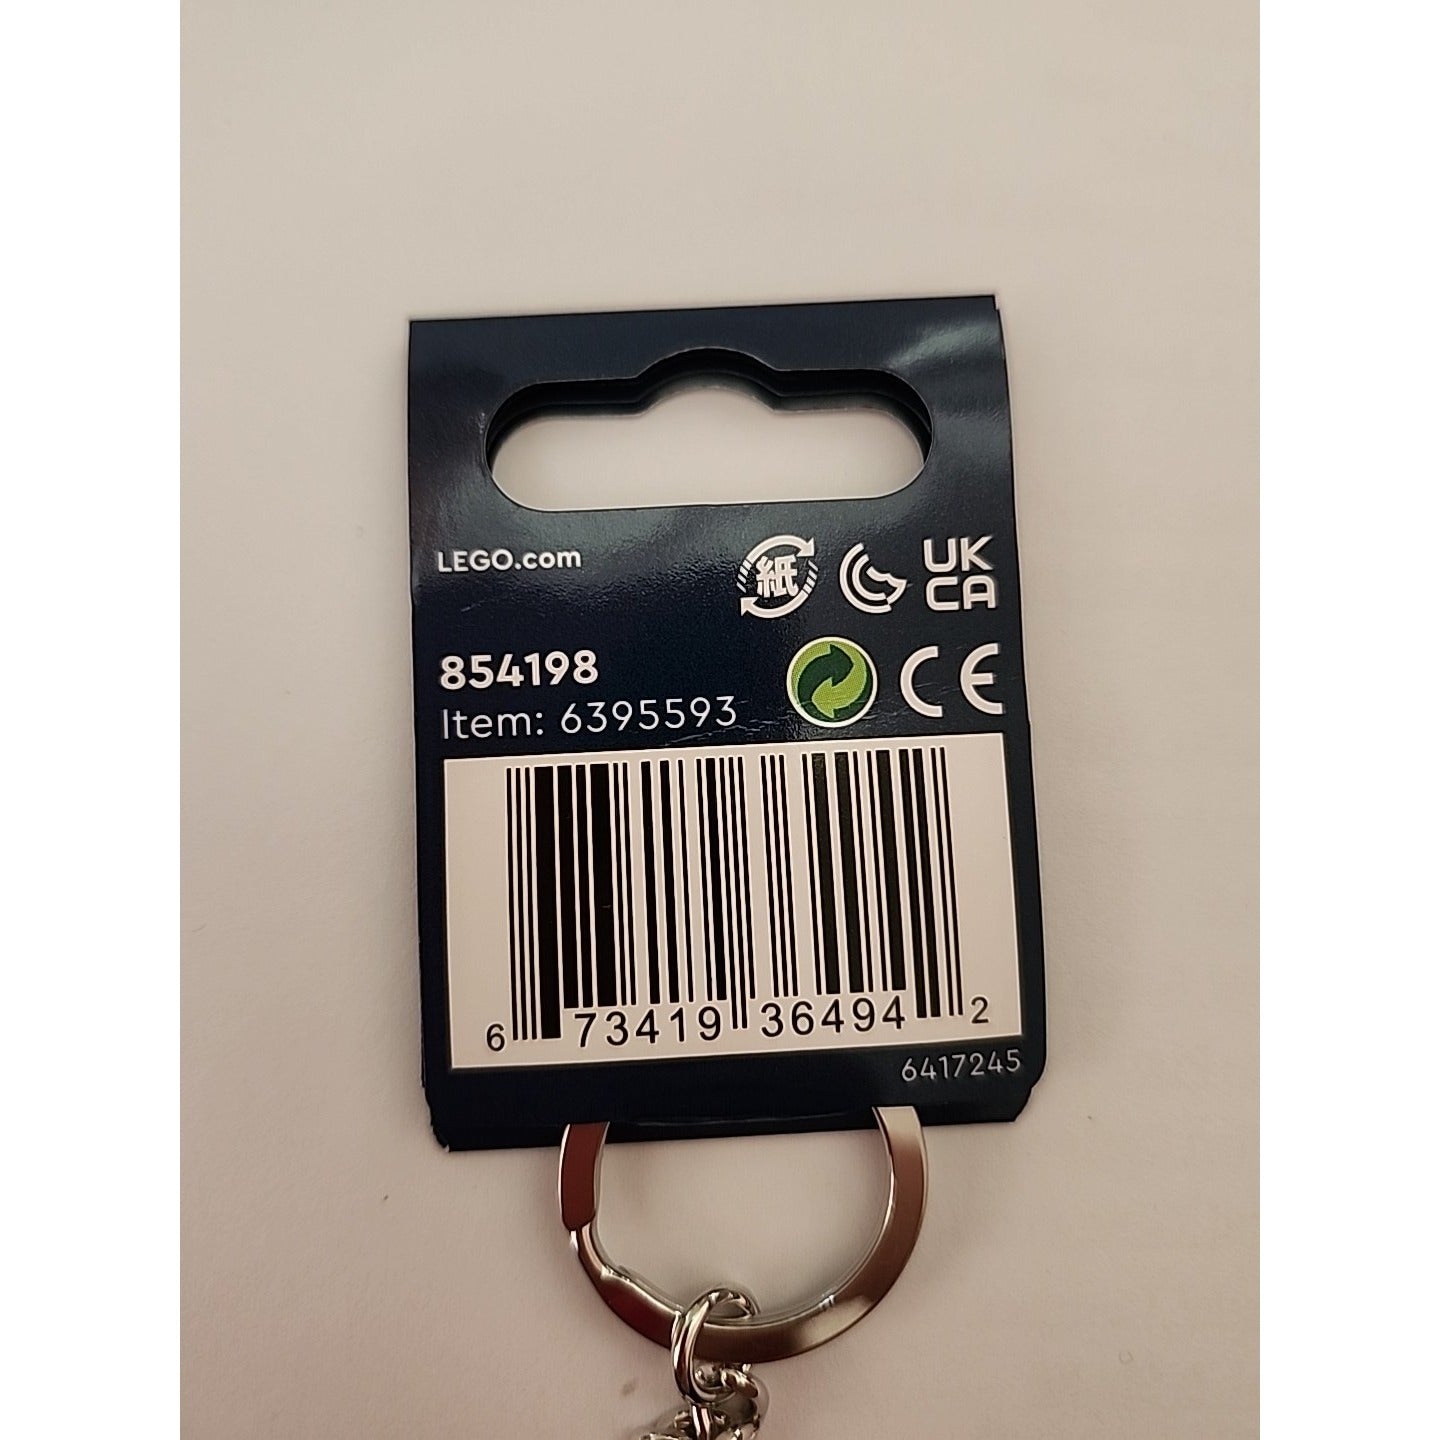 LEGO.com
紙
UK
CA
854198
CE
Item: 6395593
6 73419 36494 2
6417245